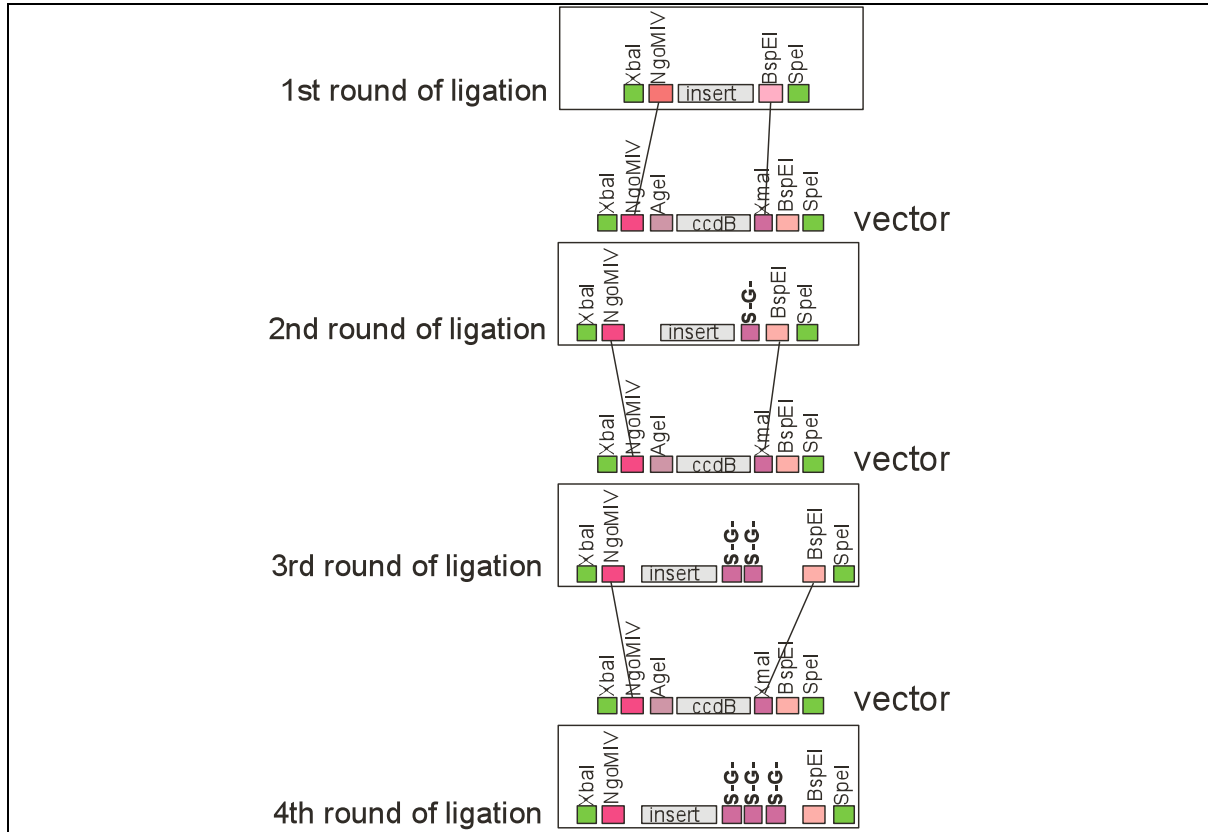 XbaI NgoMIV BspEI SpeI
1st round of ligation insert
XbaI NgoMIV AgeI XmaI BspEI SpeI
ccdB vector
XbaI NgoMIV S-G- BspEI SpeI
2nd round of ligation insert
XbaI NgoMIV AgeI XmaI BspEI SpeI
ccdB vector
XbaI NgoMIV S-G- S-G- BspEI SpeI
3rd round of ligation insert
XbaI NgoMIV AgeI XmaI BspEI SpeI
ccdB vector
XbaI NgoMIV S-G- S-G- S-G- BspEI SpeI
4th round of ligation insert